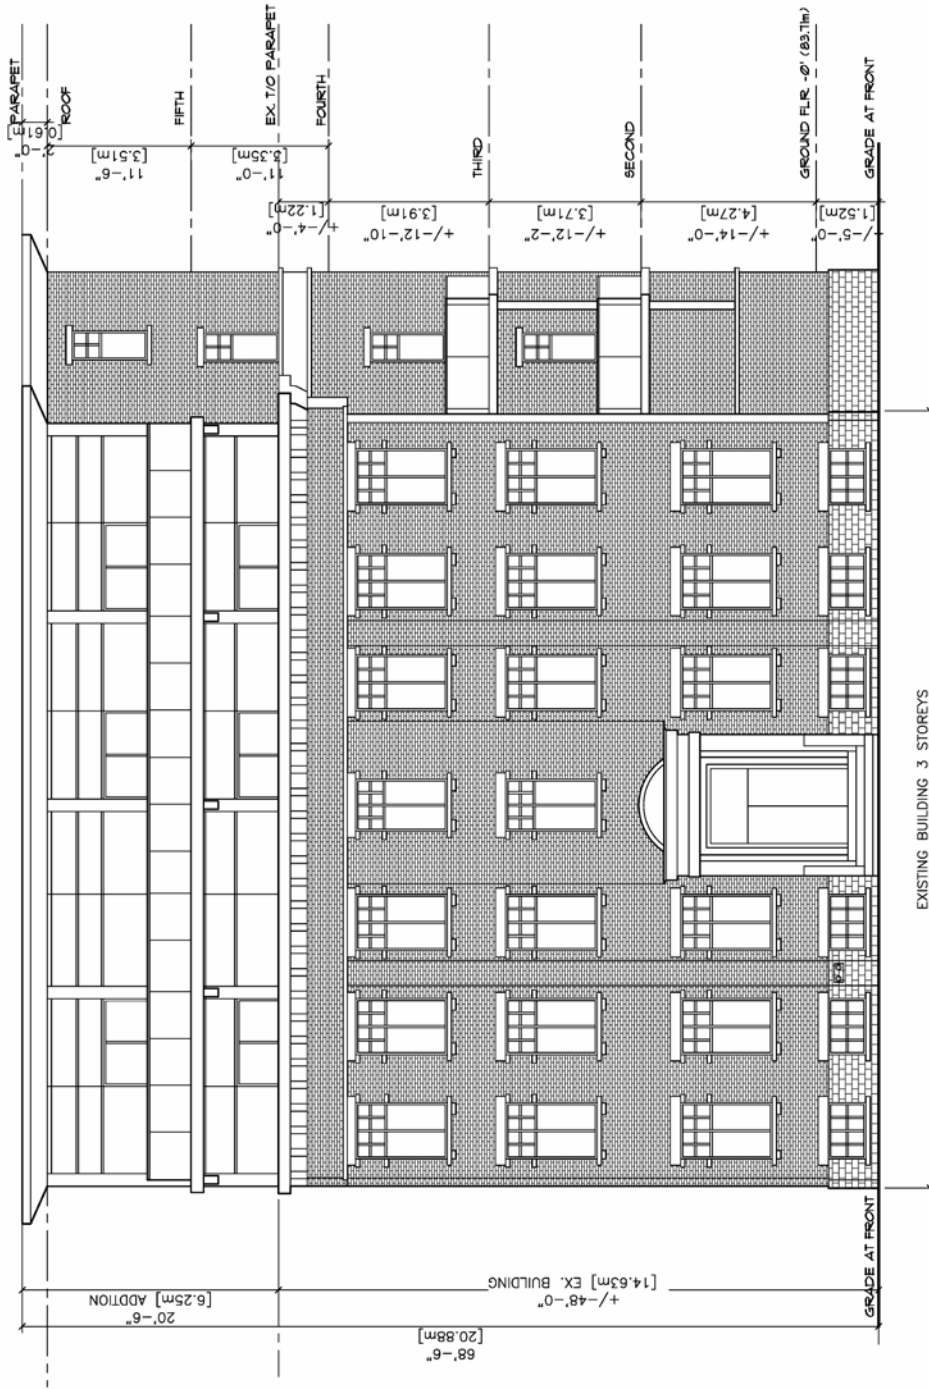 PARAPET
ROOF
FIFTH
EX. T/O PARAPET
FOURTH
THIRD
SECOND
GROUND FLR. -0' (83.71m)
GRADE AT FRONT
2'-0"
[0.61m]
11'-6"
[3.51m]
11'-0"
[3.35m]
+/-4'-0"
[1.22m]
+/-12'-10"
[3.91m]
+/-12'-2"
[3.71m]
+/-14'-0"
[4.27m]
+/-5'-0"
[1.52m]
20'-6"
[6.25m] ADDTION
+/-48'-0"
[14.63m] EX. BUILDING
68'-6"
[20.88m]
GRADE AT FRONT
EXISTING BUILDING 3 STOREYS